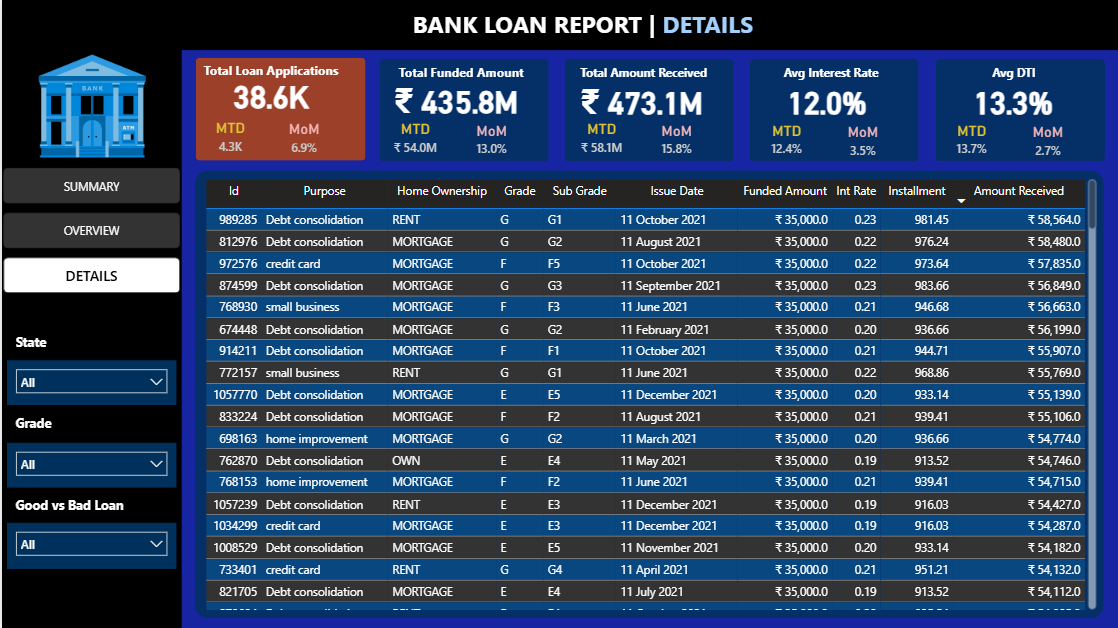 BANK LOAN REPORT | DETAILS
BANK
ATM
SUMMARY
OVERVIEW
DETAILS
State
All
Grade
All
Good vs Bad Loan
All
Total Loan Applications
38.6K
MTD MoM
4.3K 6.9%
Total Funded Amount
₹ 435.8M
MTD MoM
₹ 54.0M 13.0%
Total Amount Received
₹ 473.1M
MTD MoM
₹ 58.1M 15.8%
Avg Interest Rate
12.0%
MTD MoM
12.4% 3.5%
Avg DTI
13.3%
MTD MoM
13.7% 2.7%
Id Purpose Home Ownership Grade Sub Grade Issue Date Funded Amount Int Rate Installment Amount Received
989285 Debt consolidation RENT G G1 11 October 2021 ₹ 35,000.0 0.23 981.45 ₹ 58,564.0
812976 Debt consolidation MORTGAGE G G2 11 August 2021 ₹ 35,000.0 0.22 976.24 ₹ 58,480.0
972576 credit card MORTGAGE F F5 11 October 2021 ₹ 35,000.0 0.22 973.64 ₹ 57,835.0
874599 Debt consolidation MORTGAGE G G3 11 September 2021 ₹ 35,000.0 0.23 983.66 ₹ 56,849.0
768930 small business MORTGAGE F F3 11 June 2021 ₹ 35,000.0 0.21 946.68 ₹ 56,663.0
674448 Debt consolidation MORTGAGE G G2 11 February 2021 ₹ 35,000.0 0.20 936.66 ₹ 56,199.0
914211 Debt consolidation MORTGAGE F F1 11 October 2021 ₹ 35,000.0 0.21 944.71 ₹ 55,907.0
772157 small business RENT G G1 11 June 2021 ₹ 35,000.0 0.22 968.86 ₹ 55,769.0
1057770 Debt consolidation MORTGAGE E E5 11 December 2021 ₹ 35,000.0 0.20 933.14 ₹ 55,139.0
833224 Debt consolidation MORTGAGE F F2 11 August 2021 ₹ 35,000.0 0.21 939.41 ₹ 55,106.0
698163 home improvement MORTGAGE G G2 11 March 2021 ₹ 35,000.0 0.20 936.66 ₹ 54,774.0
762870 Debt consolidation OWN E E4 11 May 2021 ₹ 35,000.0 0.19 913.52 ₹ 54,746.0
768153 home improvement MORTGAGE F F2 11 June 2021 ₹ 35,000.0 0.21 939.41 ₹ 54,715.0
1057239 Debt consolidation RENT E E3 11 December 2021 ₹ 35,000.0 0.19 916.03 ₹ 54,427.0
1034299 credit card MORTGAGE E E3 11 December 2021 ₹ 35,000.0 0.19 916.03 ₹ 54,287.0
1008529 Debt consolidation MORTGAGE E E5 11 November 2021 ₹ 35,000.0 0.20 933.14 ₹ 54,182.0
733401 credit card RENT G G4 11 April 2021 ₹ 35,000.0 0.21 951.21 ₹ 54,132.0
821705 Debt consolidation MORTGAGE E E4 11 July 2021 ₹ 35,000.0 0.19 913.52 ₹ 54,112.0